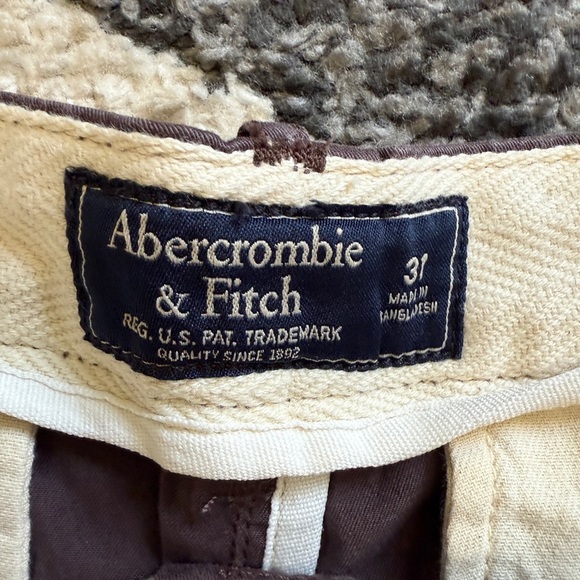 Abercrombie
& Fitch
REG. U.S. PAT. TRADEMARK
QUALITY SINCE 1892
31
MADE IN
BANGLADESH